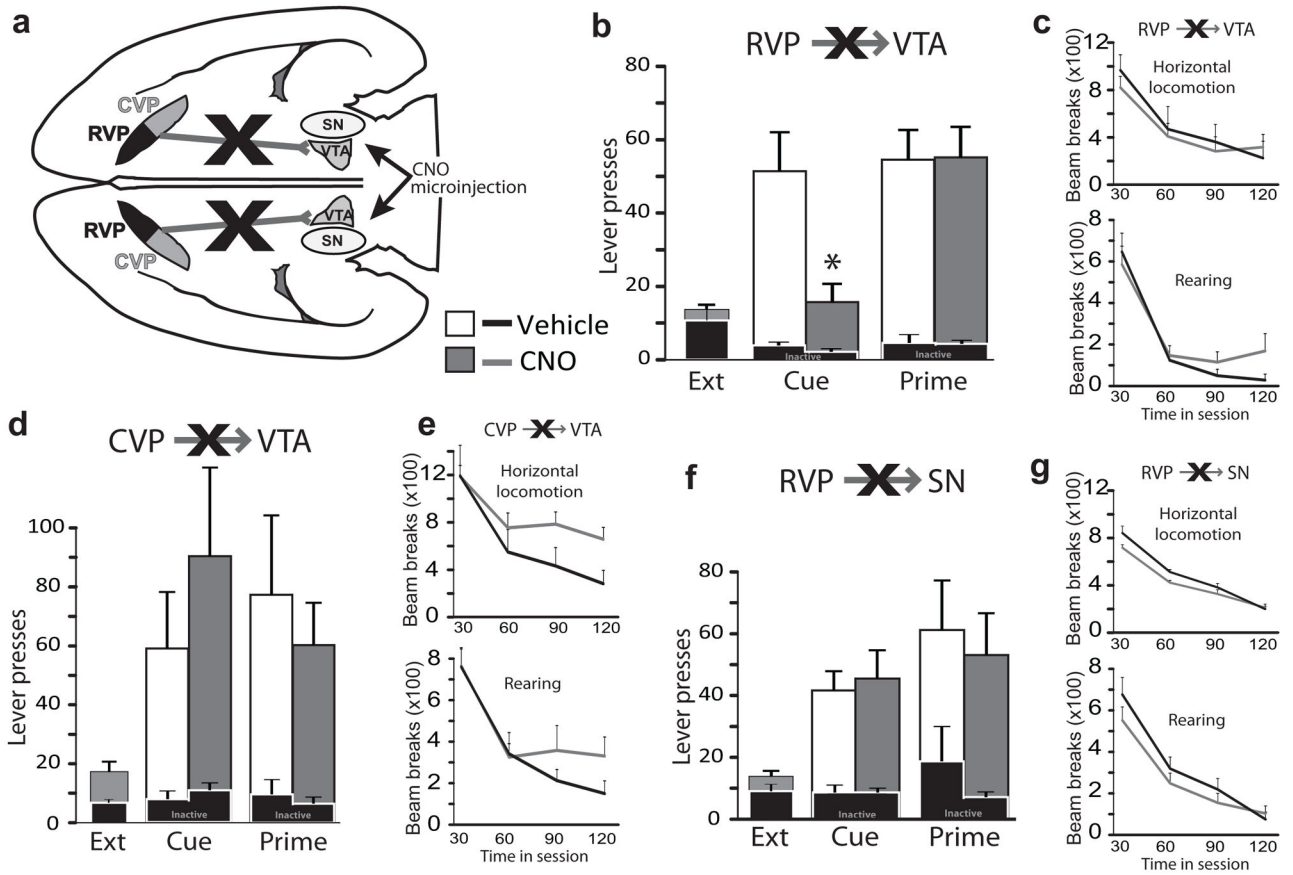 a
CVP
RVP
SN
VTA
CNO
microinjection
RVP
CVP
VTA
SN
Vehicle
CNO
b
RVP X VTA
Lever presses
80
60
40
20
0
*
Inactive
Inactive
Ext Cue Prime
c
RVP X VTA
Horizontal
locomotion
Beam breaks (x100)
12
8
4
0
30 60 90 120
Rearing
Beam breaks (x100)
8
6
4
2
0
30 60 90 120
Time in session
d
CVP X VTA
Lever presses
100
80
60
40
20
0
Inactive
Inactive
Ext Cue Prime
e
CVP X VTA
Horizontal
locomotion
Beam breaks (x100)
12
8
4
0
30 60 90 120
Rearing
Beam breaks (x100)
8
6
4
2
0
30 60 90 120
Time in session
f
RVP X SN
Lever presses
80
60
40
20
0
Inactive
Inactive
Ext Cue Prime
g
RVP X SN
Horizontal
locomotion
Beam breaks (x100)
12
8
4
0
30 60 90 120
Rearing
Beam breaks (x100)
8
6
4
2
0
30 60 90 120
Time in session